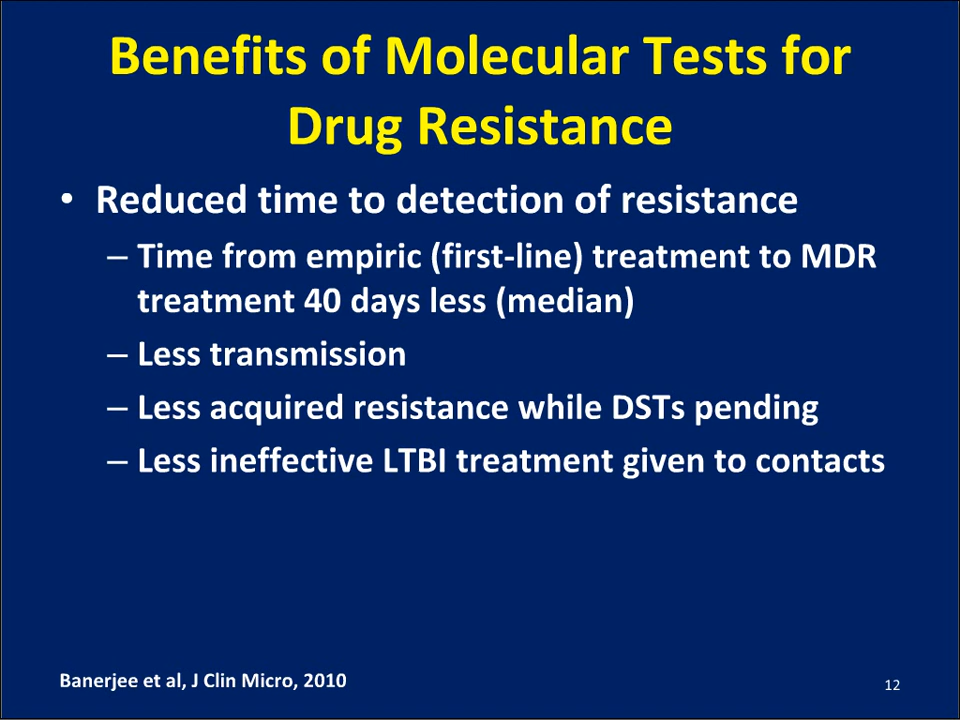 Benefits of Molecular Tests for
Drug Resistance
• Reduced time to detection of resistance
– Time from empiric (first-line) treatment to MDR
treatment 40 days less (median)
– Less transmission
– Less acquired resistance while DSTs pending
– Less ineffective LTBI treatment given to contacts
Banerjee et al, J Clin Micro, 2010
12